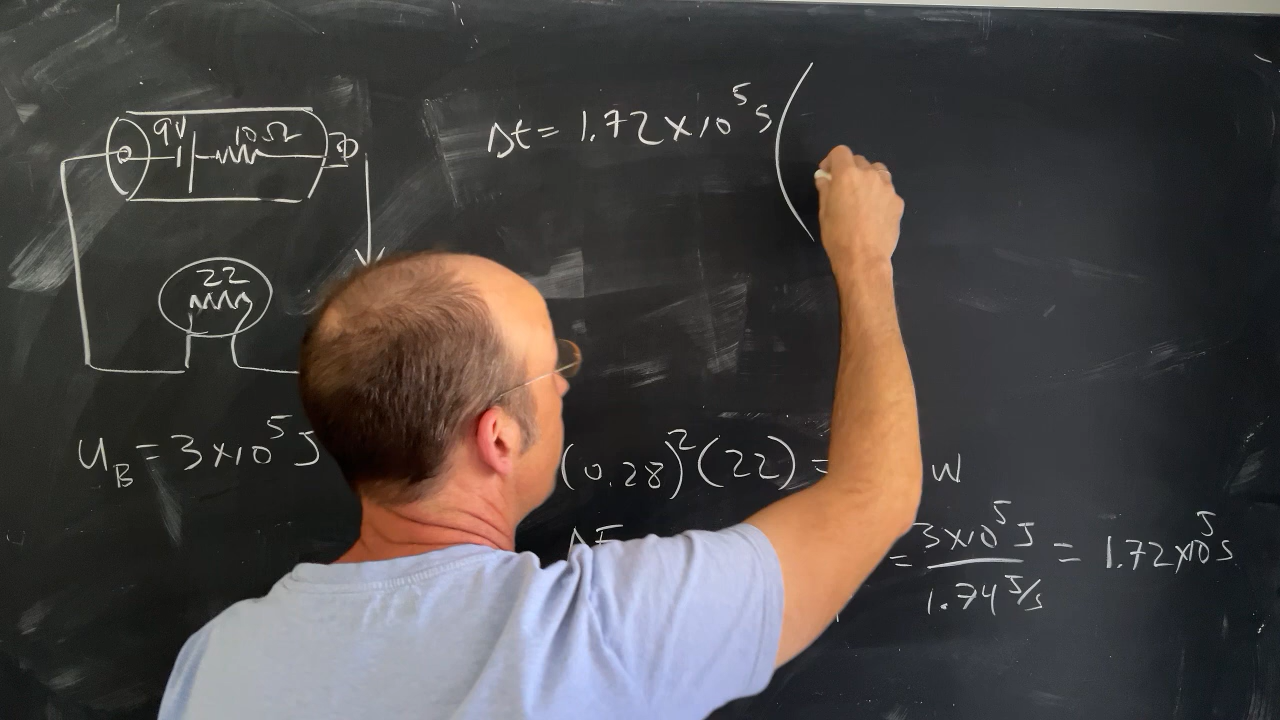 9V 10Ω
Δt = 1.72×10⁵ s (
22
U_B = 3×10⁵ J
(0.28)²(22) = W
ΔE = 3×10⁵ J / 1.74 J/s = 1.72×10⁵ s